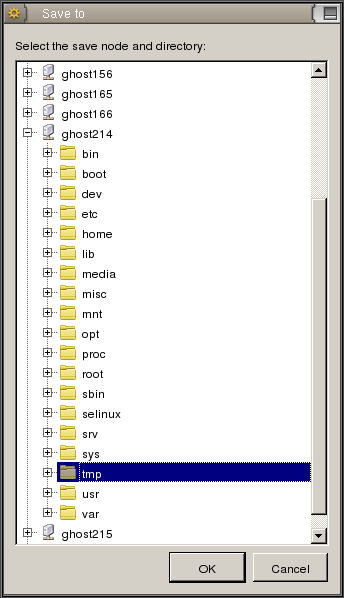 Save to
Select the save node and directory:
ghost156
ghost165
ghost166
ghost214
bin
boot
dev
etc
home
lib
media
misc
mnt
opt
proc
root
sbin
selinux
srv
sys
tmp
usr
var
ghost215
OK Cancel